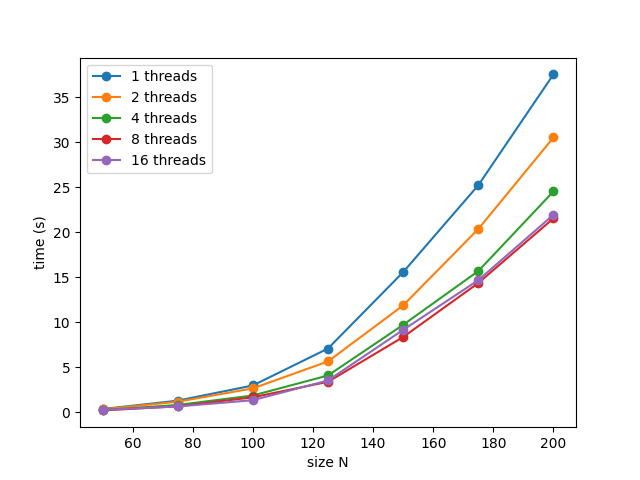 1 threads
2 threads
4 threads
8 threads
16 threads
35
30
25
20
15
10
5
0
time (s)
60 80 100 120 140 160 180 200
size N